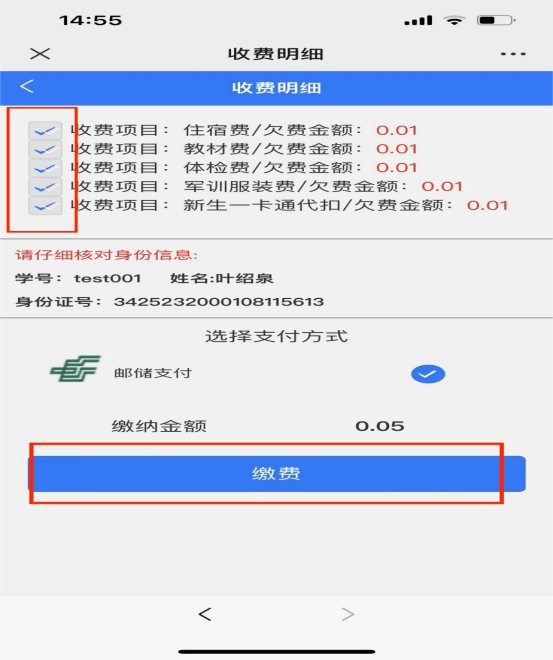 14:55
收费明细
收费明细
收费项目：住宿费/欠费金额：0.01
收费项目：教材费/欠费金额：0.01
收费项目：体检费/欠费金额：0.01
收费项目：军训服装费/欠费金额：0.01
收费项目：新生一卡通代扣/欠费金额：0.01
请仔细核对身份信息:
学号：test001 姓名:叶绍泉
身份证号：3425232000108115613
选择支付方式
邮储支付
缴纳金额 0.05
缴费